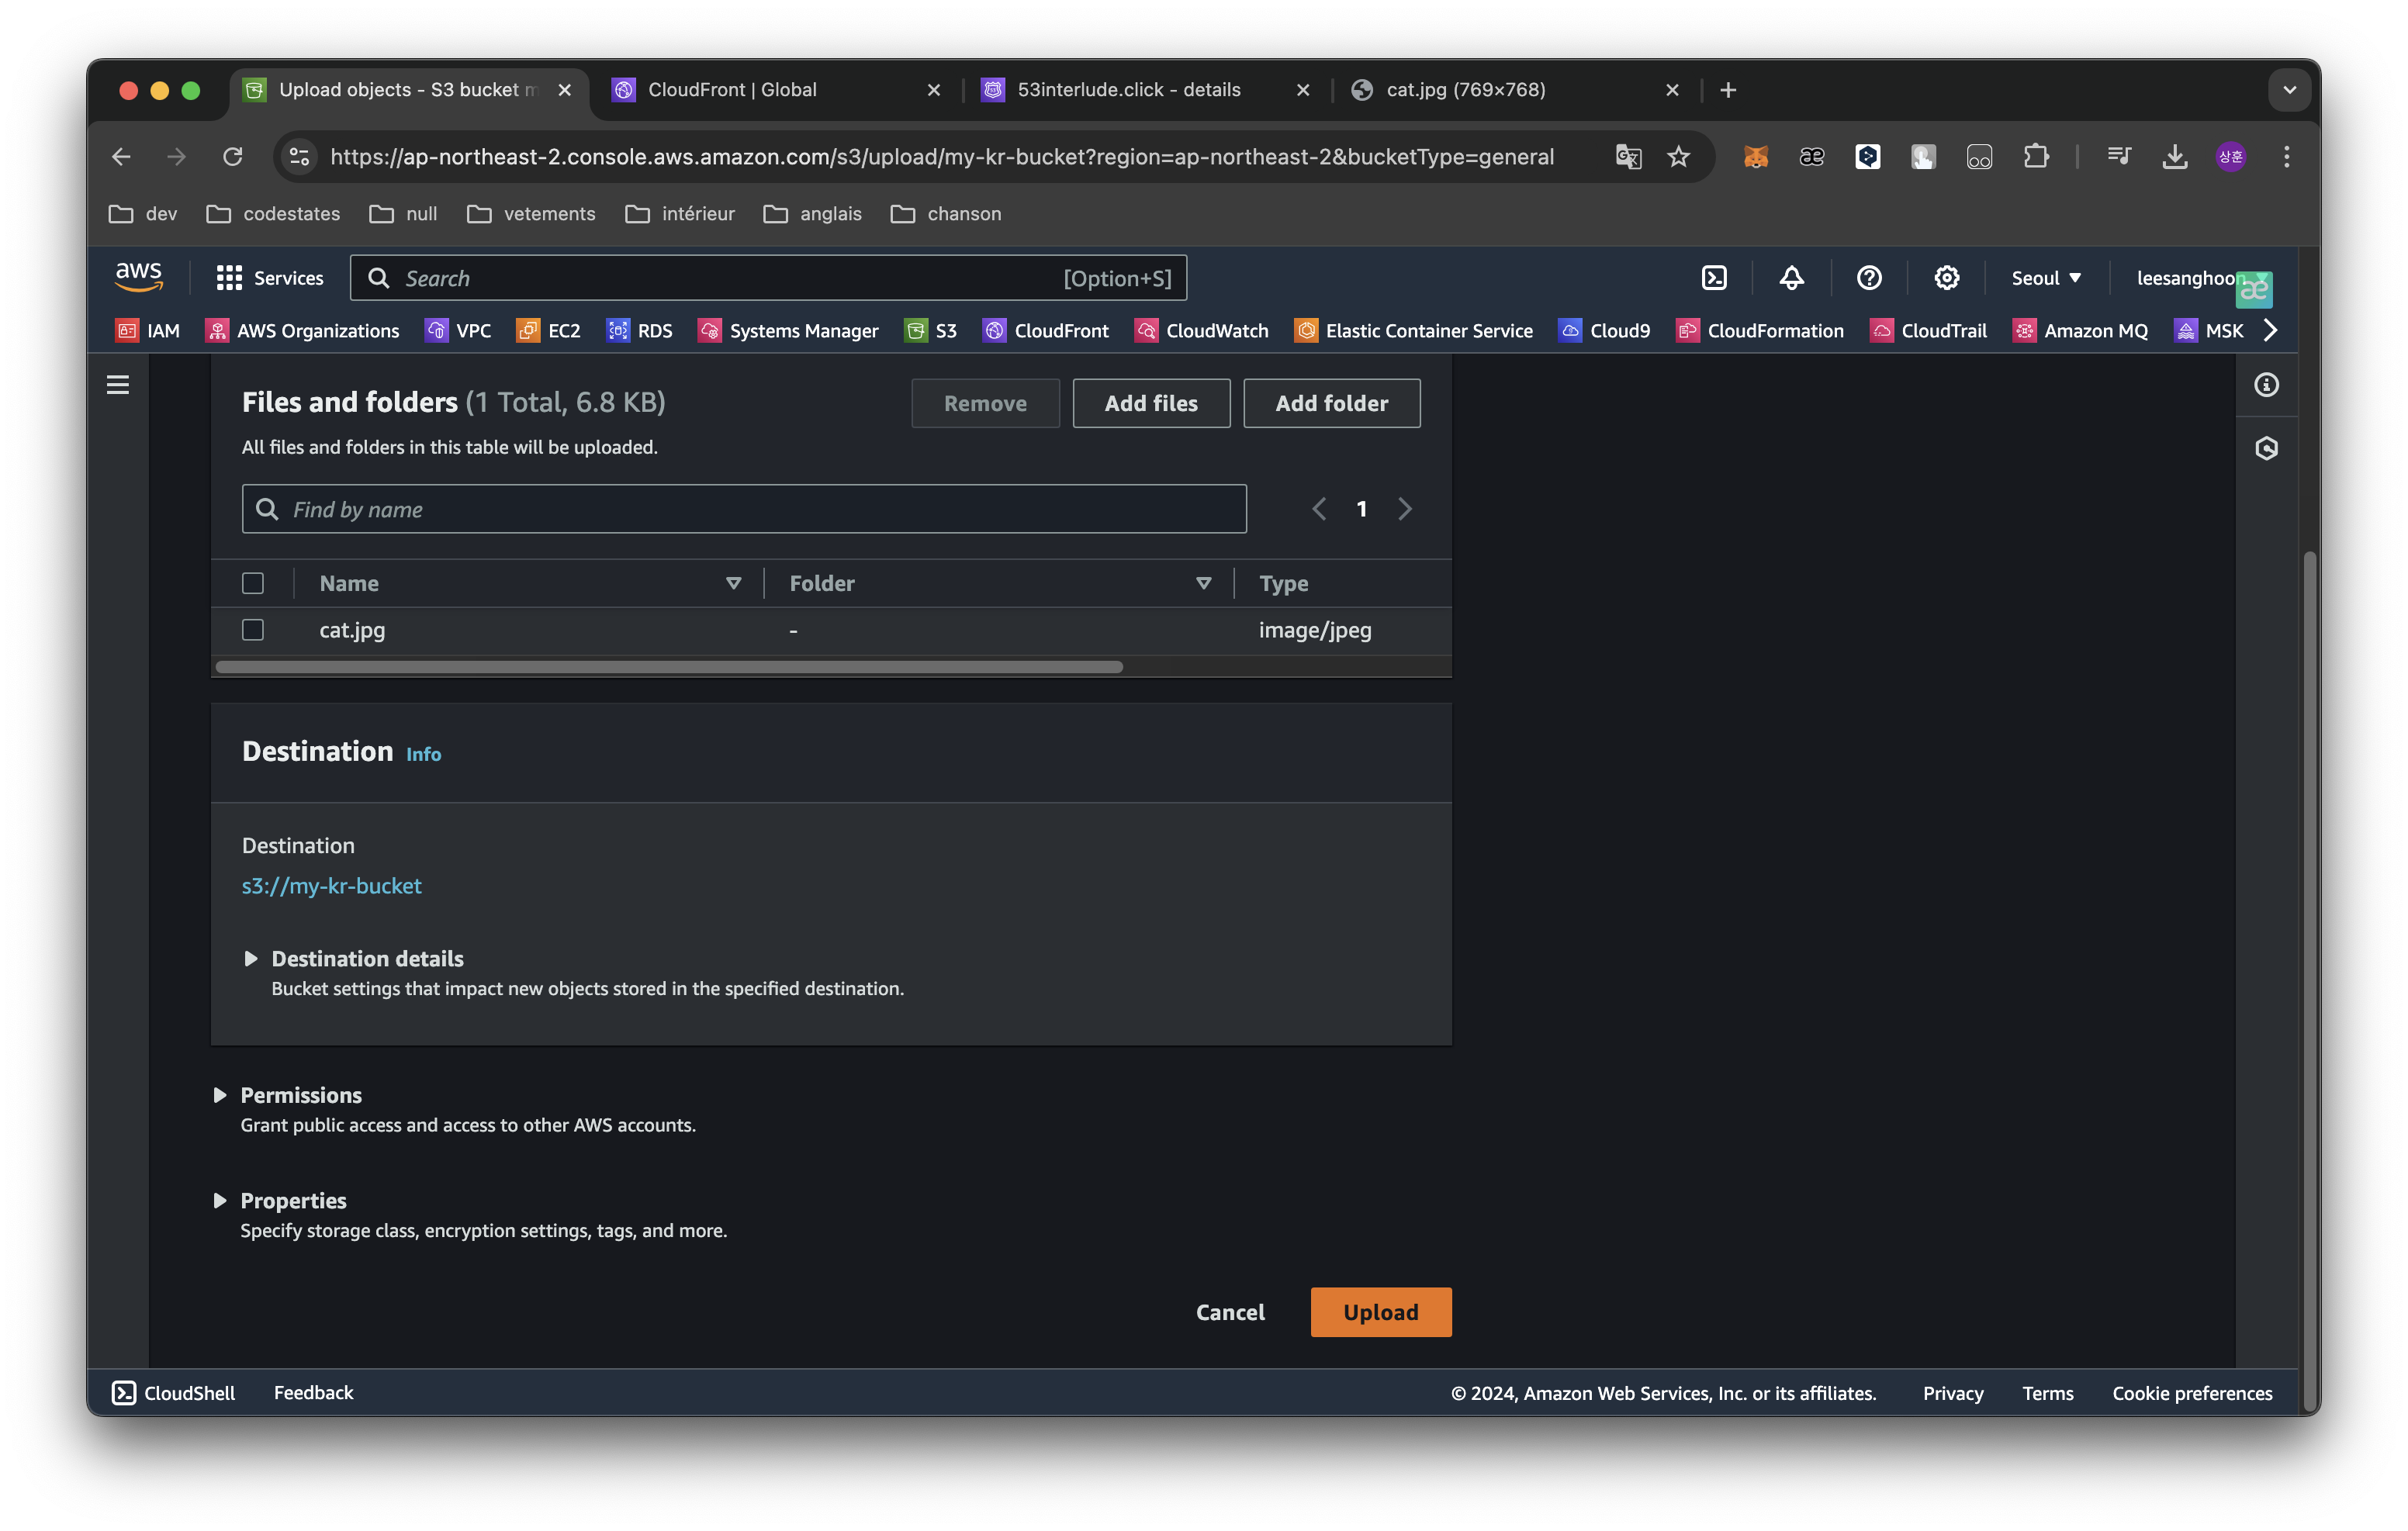 Upload objects - S3 bucket m
CloudFront | Global
53interlude.click - details
cat.jpg (769×768)
https://ap-northeast-2.console.aws.amazon.com/s3/upload/my-kr-bucket?region=ap-northeast-2&bucketType=general
상훈
dev codestates null vetements intérieur anglais chanson
aws Services Search [Option+S] Seoul leesanghoon
æ
IAM AWS Organizations VPC EC2 RDS Systems Manager S3 CloudFront CloudWatch Elastic Container Service Cloud9 CloudFormation CloudTrail Amazon MQ MSK
Files and folders (1 Total, 6.8 KB)
Remove Add files Add folder
All files and folders in this table will be uploaded.
Find by name
1
Name Folder Type
cat.jpg - image/jpeg
Destination Info
Destination
s3://my-kr-bucket
Destination details
Bucket settings that impact new objects stored in the specified destination.
Permissions
Grant public access and access to other AWS accounts.
Properties
Specify storage class, encryption settings, tags, and more.
Cancel Upload
CloudShell Feedback © 2024, Amazon Web Services, Inc. or its affiliates. Privacy Terms Cookie preferences